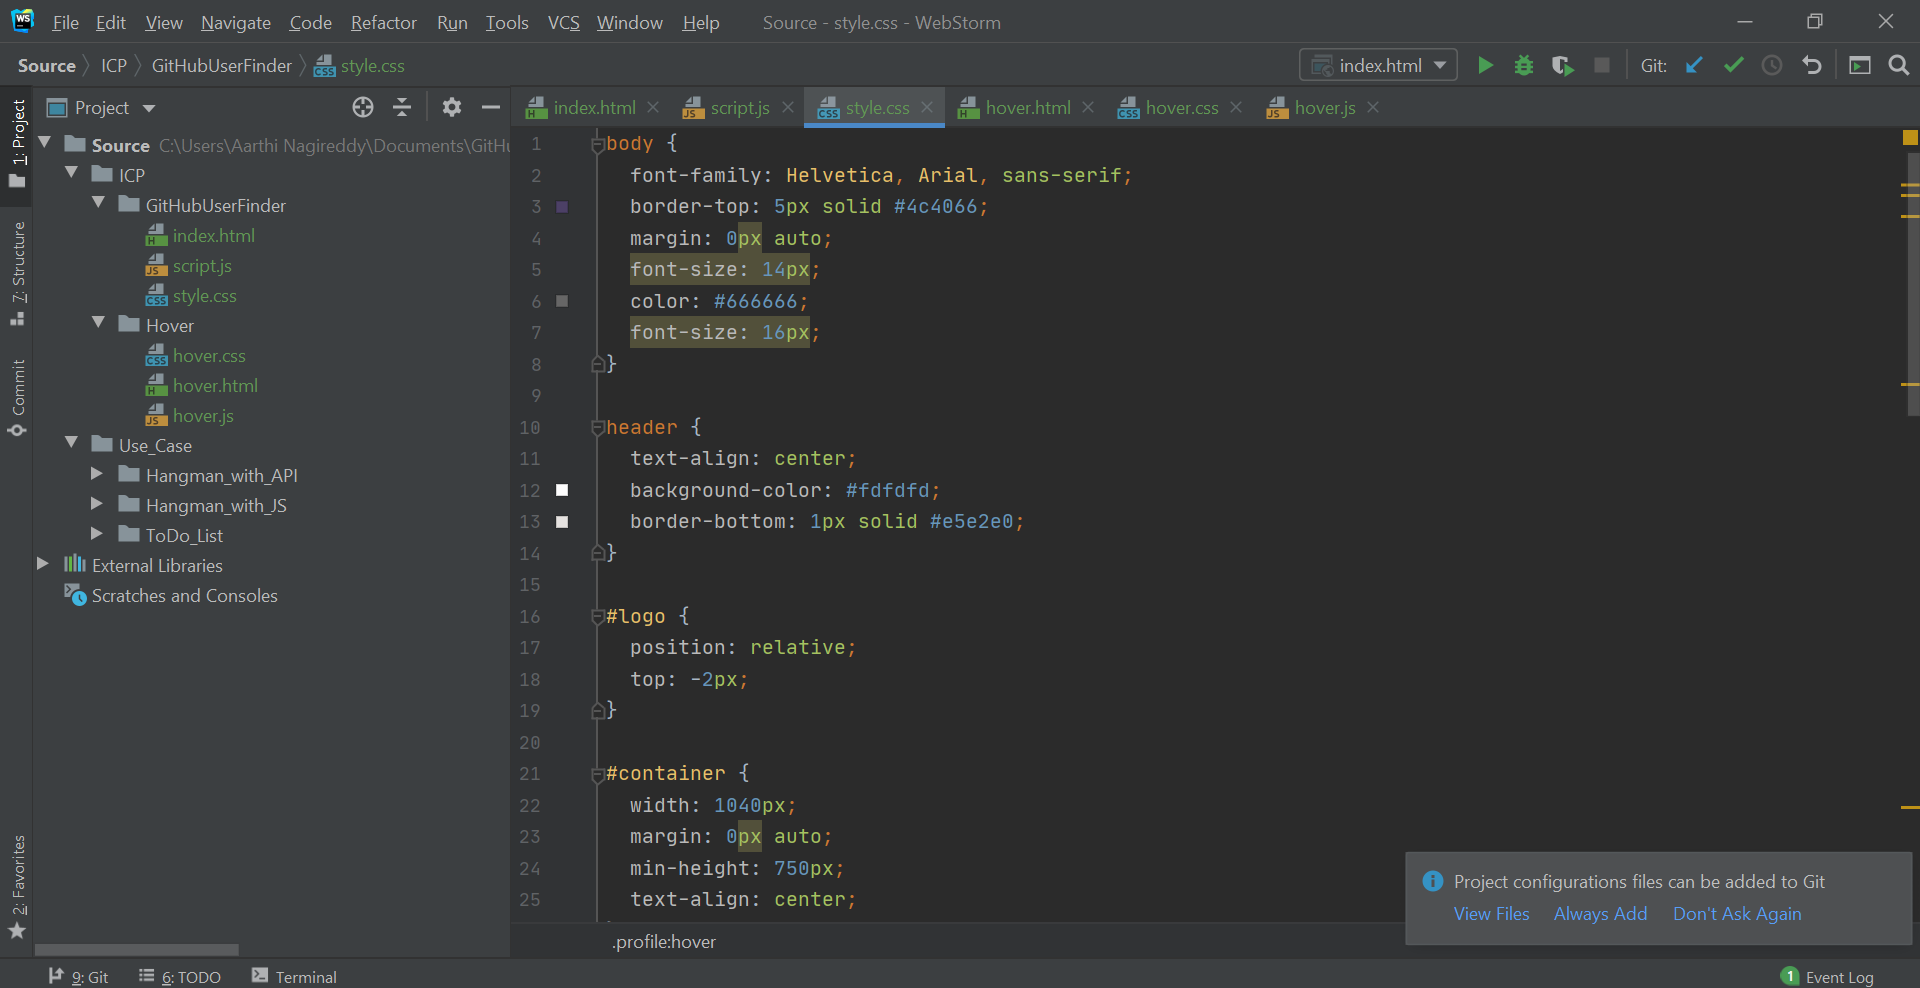 WS File Edit View Navigate Code Refactor Run Tools VCS Window Help Source - style.css - WebStorm
Source ICP GitHubUserFinder style.css index.html Git:
1: Project
7: Structure
Commit
2: Favorites
Project
Source C:\Users\Aarthi Nagireddy\Documents\GitHu
ICP
GitHubUserFinder
index.html
script.js
style.css
Hover
hover.css
hover.html
hover.js
Use_Case
Hangman_with_API
Hangman_with_JS
ToDo_List
External Libraries
Scratches and Consoles
index.html script.js style.css hover.html hover.css hover.js
1 body {
2 font-family: Helvetica, Arial, sans-serif;
3 border-top: 5px solid #4c4066;
4 margin: 0px auto;
5 font-size: 14px;
6 color: #666666;
7 font-size: 16px;
8 }
9
10 header {
11 text-align: center;
12 background-color: #fdfdfd;
13 border-bottom: 1px solid #e5e2e0;
14 }
15
16 #logo {
17 position: relative;
18 top: -2px;
19 }
20
21 #container {
22 width: 1040px;
23 margin: 0px auto;
24 min-height: 750px;
25 text-align: center;
.profile:hover
Project configurations files can be added to Git
View Files Always Add Don't Ask Again
9: Git 6: TODO Terminal 1 Event Log